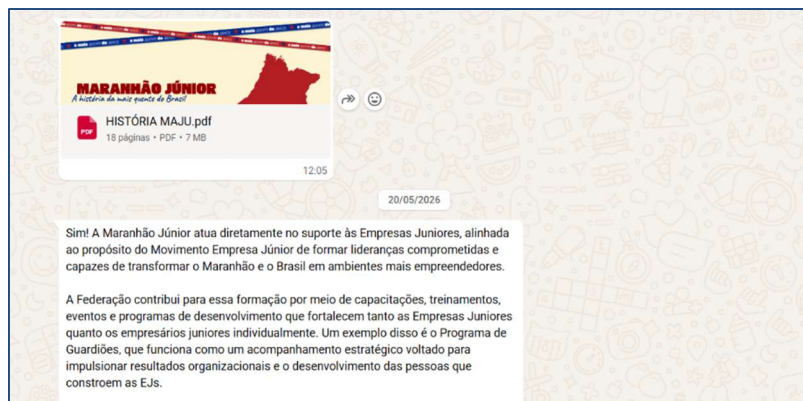 MARANHÃO JÚNIOR
A história da mais quente do Brasil
PDF
HISTÓRIA MAJU.pdf
18 páginas • PDF • 7 MB
12:05
20/05/2026
Sim! A Maranhão Júnior atua diretamente no suporte às Empresas Juniores, alinhada
ao propósito do Movimento Empresa Júnior de formar lideranças comprometidas e
capazes de transformar o Maranhão e o Brasil em ambientes mais empreendedores.
A Federação contribui para essa formação por meio de capacitações, treinamentos,
eventos e programas de desenvolvimento que fortalecem tanto as Empresas Juniores
quanto os empresários juniores individualmente. Um exemplo disso é o Programa de
Guardiões, que funciona como um acompanhamento estratégico voltado para
impulsionar resultados organizacionais e o desenvolvimento das pessoas que
constroem as EJs.